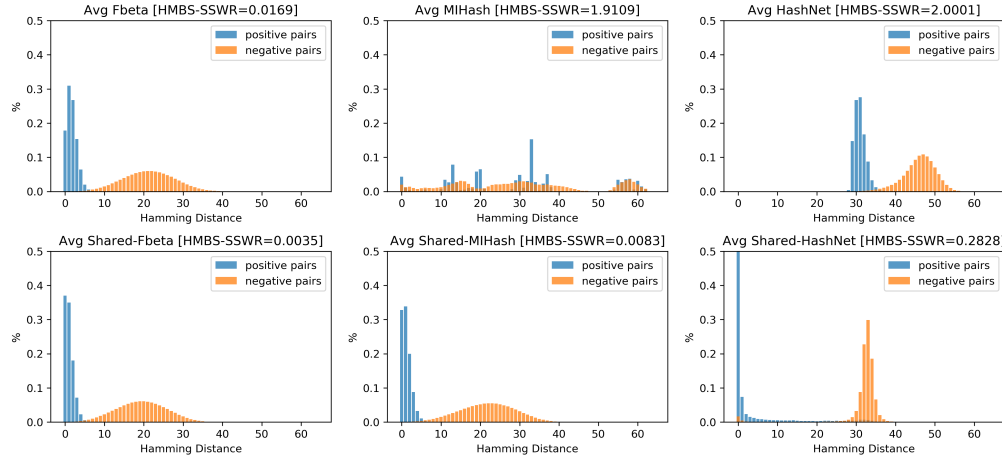 Avg Fbeta [HMBS-SSWR=0.0169]
0.5
0.4
0.3
0.2
0.1
0.0
%
positive pairs
negative pairs
0 10 20 30 40 50 60
Hamming Distance
Avg MIHash [HMBS-SSWR=1.9109]
0.5
0.4
0.3
0.2
0.1
0.0
%
positive pairs
negative pairs
0 10 20 30 40 50 60
Hamming Distance
Avg HashNet [HMBS-SSWR=2.0001]
0.5
0.4
0.3
0.2
0.1
0.0
%
positive pairs
negative pairs
0 10 20 30 40 50 60
Hamming Distance
Avg Shared-Fbeta [HMBS-SSWR=0.0035]
0.5
0.4
0.3
0.2
0.1
0.0
%
positive pairs
negative pairs
0 10 20 30 40 50 60
Hamming Distance
Avg Shared-MIHash [HMBS-SSWR=0.0083]
0.5
0.4
0.3
0.2
0.1
0.0
%
positive pairs
negative pairs
0 10 20 30 40 50 60
Hamming Distance
Avg Shared-HashNet [HMBS-SSWR=0.2828]
0.5
0.4
0.3
0.2
0.1
0.0
%
positive pairs
negative pairs
0 10 20 30 40 50 60
Hamming Distance